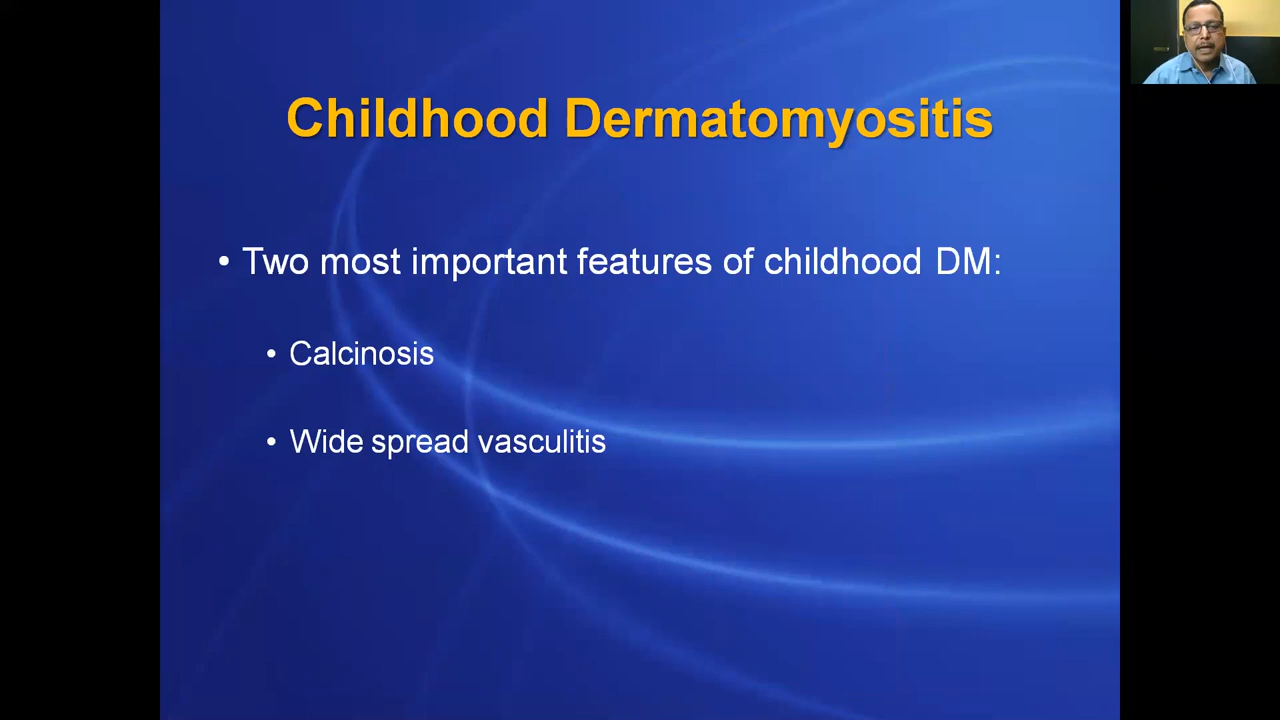 Childhood Dermatomyositis
• Two most important features of childhood DM:
• Calcinosis
• Wide spread vasculitis